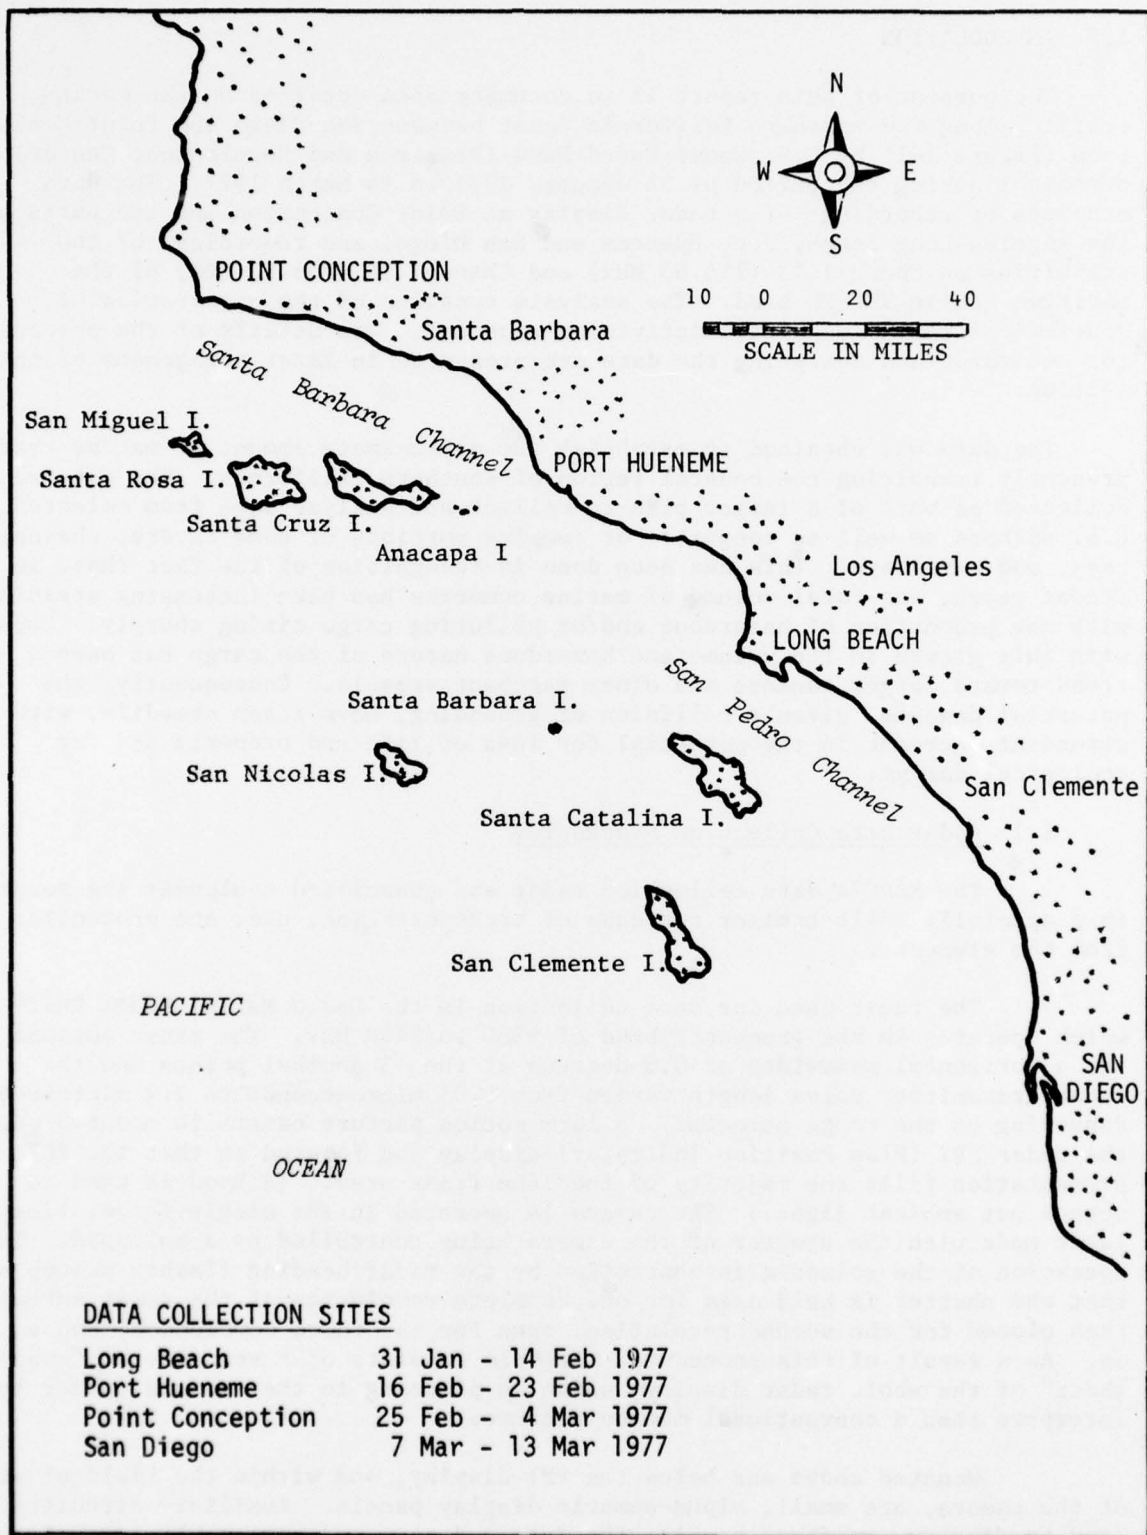 N
W E
S
POINT CONCEPTION
10 0 20 40
SCALE IN MILES
Santa Barbara
Santa Barbara Channel
San Miguel I.
PORT HUENEME
Santa Rosa I.
Santa Cruz I.
Anacapa I
Los Angeles
LONG BEACH
San Pedro Channel
Santa Barbara I.
San Nicolas I.
San Clemente
Santa Catalina I.
San Clemente I.
PACIFIC
OCEAN
SAN
DIEGO
DATA COLLECTION SITES
Long Beach 31 Jan - 14 Feb 1977
Port Hueneme 16 Feb - 23 Feb 1977
Point Conception 25 Feb - 4 Mar 1977
San Diego 7 Mar - 13 Mar 1977